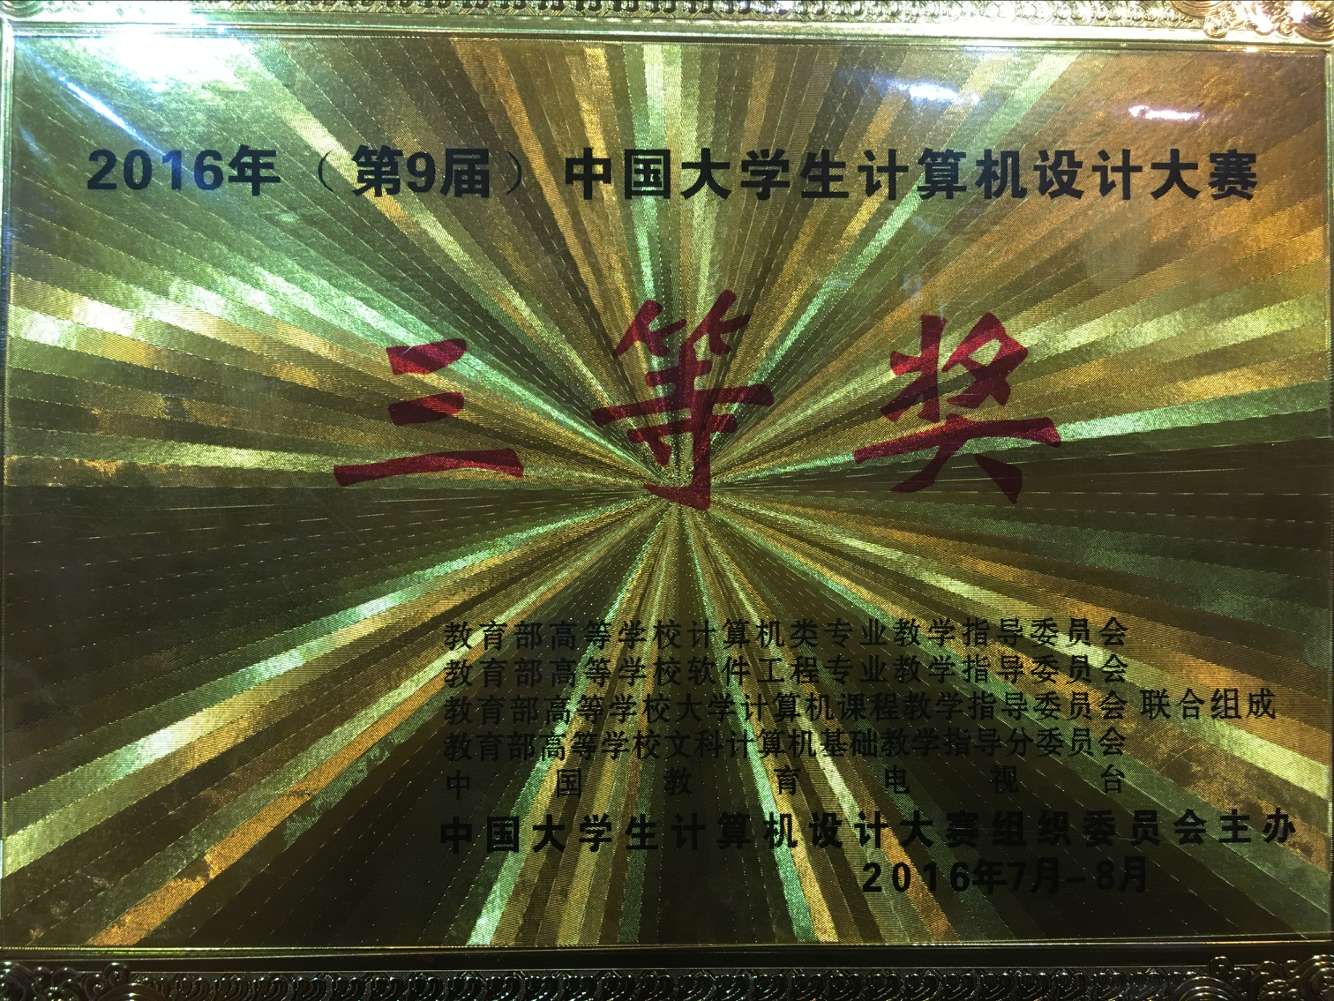 2016年（第9届）中国大学生计算机设计大赛
三等奖
教育部高等学校计算机类专业教学指导委员会
教育部高等学校软件工程专业教学指导委员会
教育部高等学校大学计算机课程教学指导委员会 联合组成
教育部高等学校文科计算机基础教学指导分委员会
中国教育电视台
中国大学生计算机设计大赛组织委员会主办
2016年7月-8月